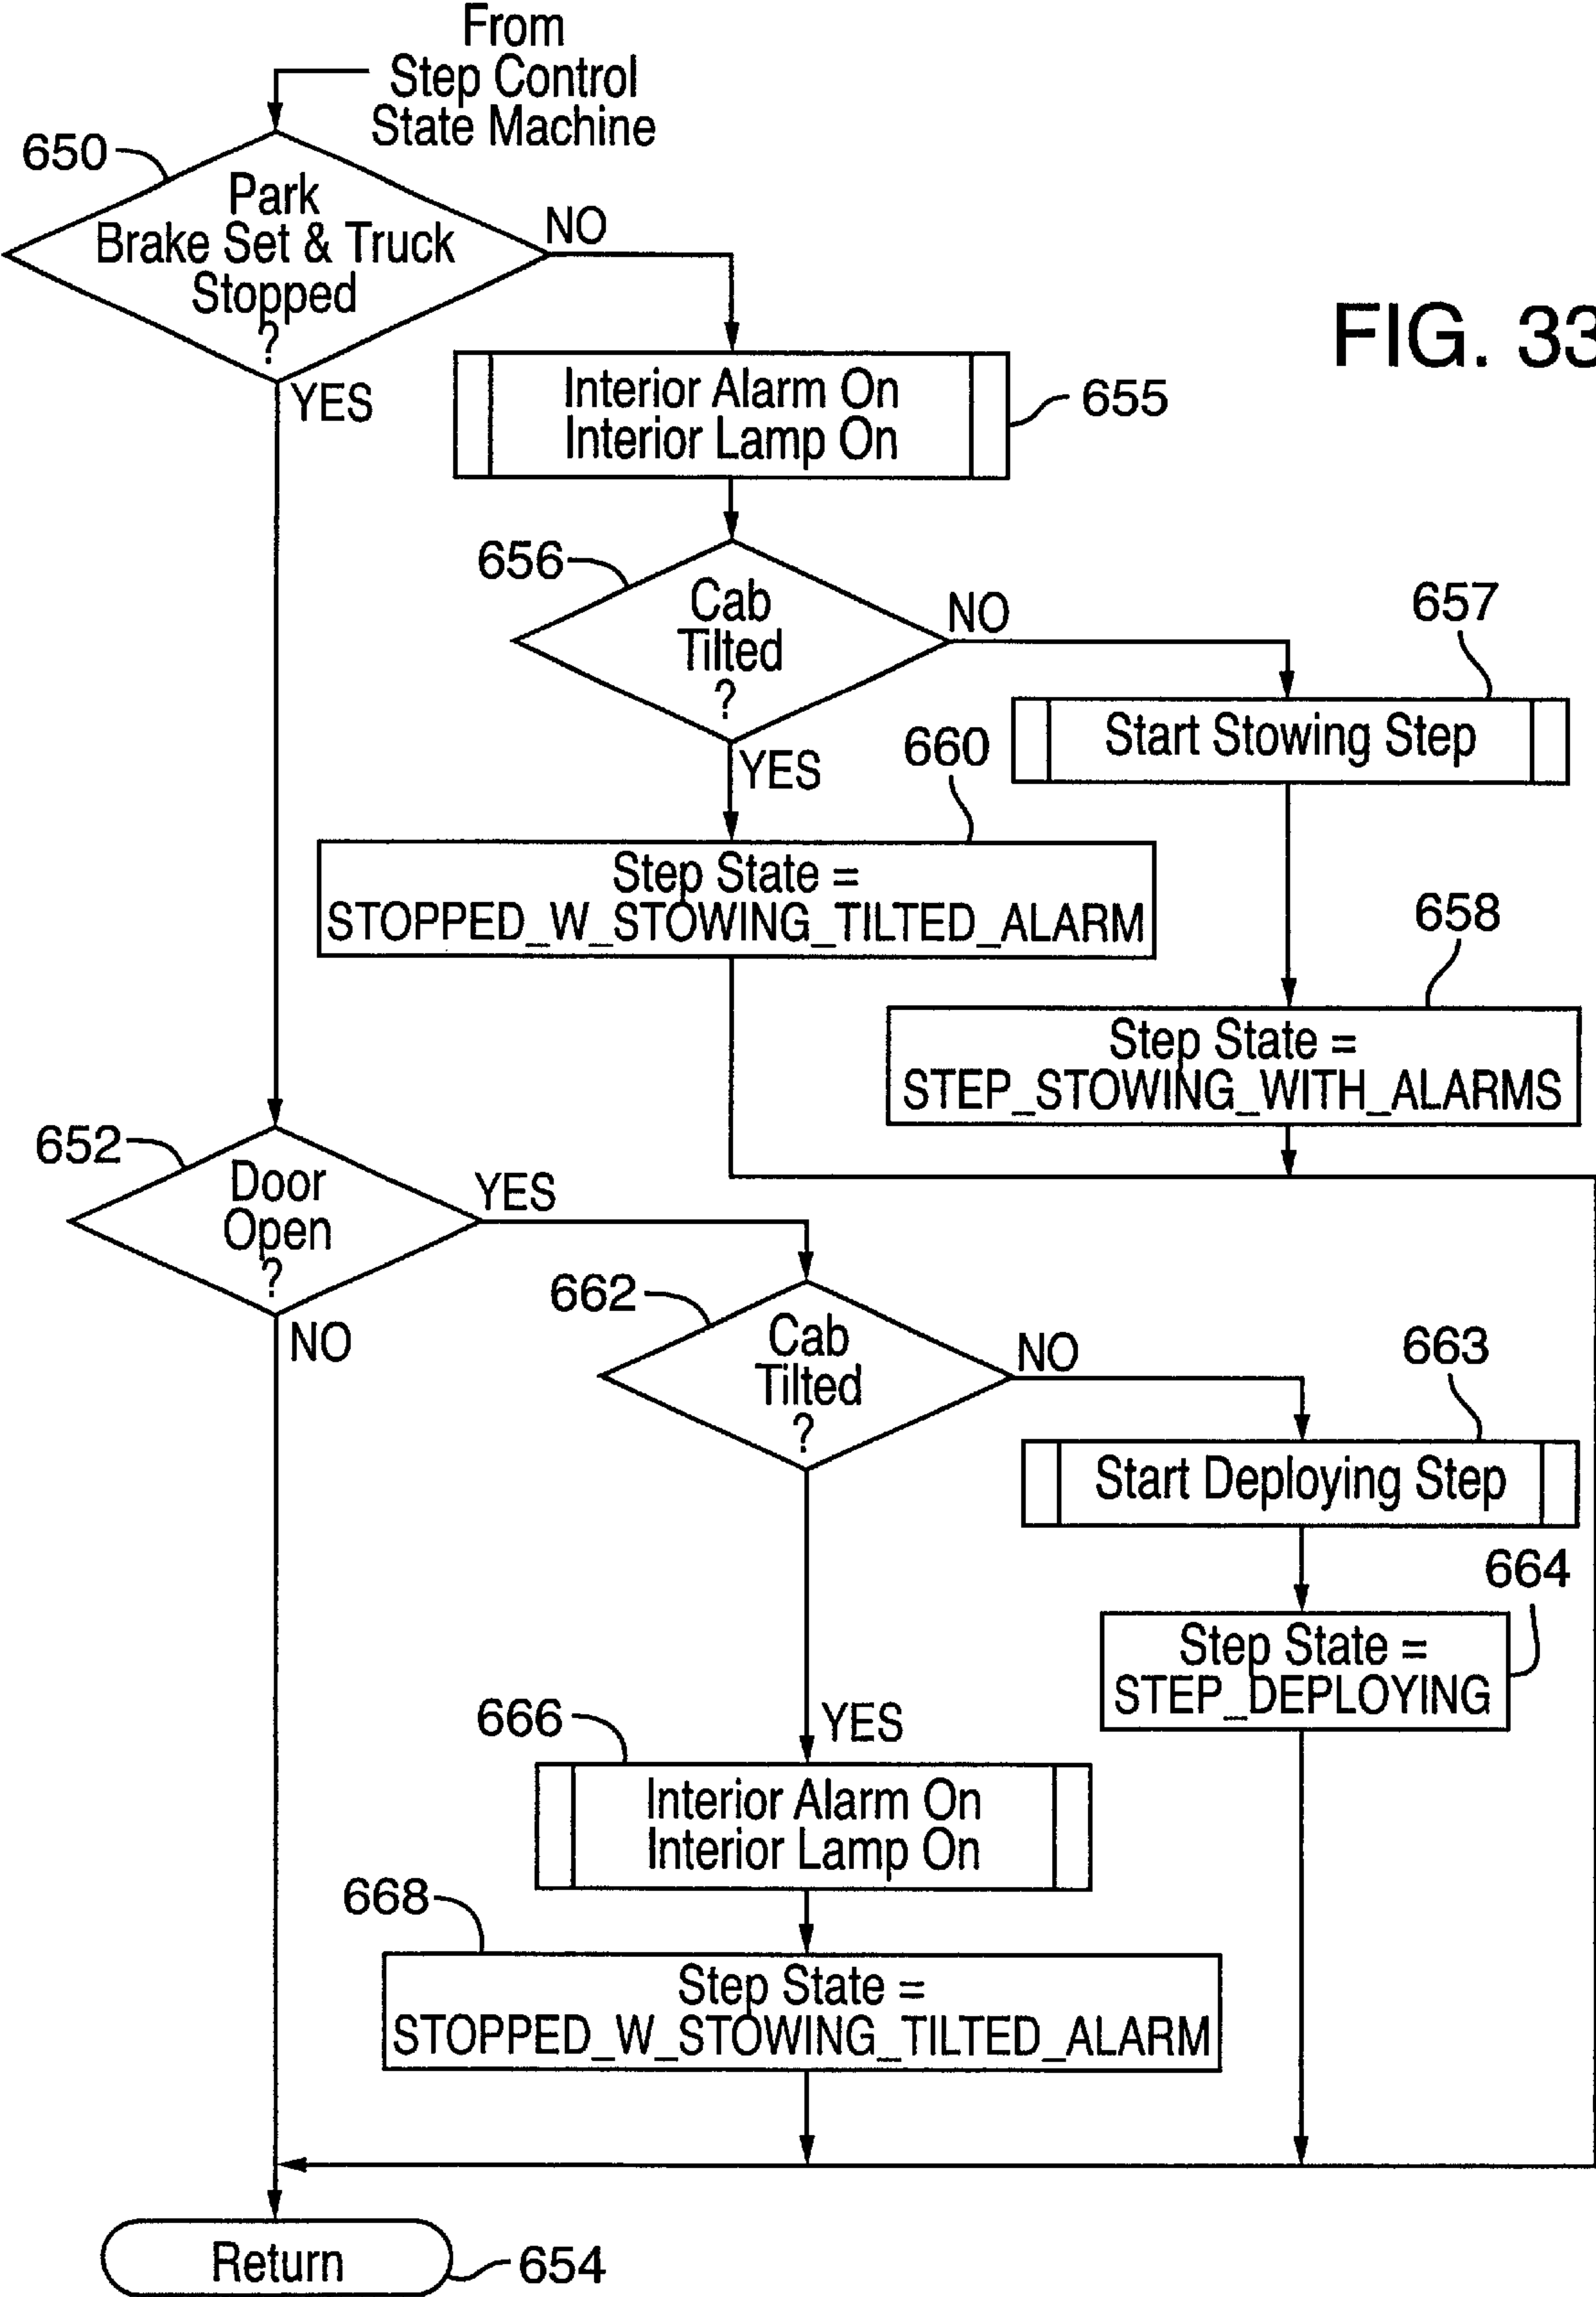 From
Step Control
State Machine
650
Park
Brake Set & Truck
Stopped
?
NO
YES
FIG. 33
Interior Alarm On
Interior Lamp On
655
656
Cab
Tilted
?
NO
YES
657
Start Stowing Step
660
Step State =
STOPPED_W_STOWING_TILTED_ALARM
658
Step State =
STEP_STOWING_WITH_ALARMS
652
Door
Open
?
YES
NO
662
Cab
Tilted
?
NO
YES
663
Start Deploying Step
664
Step State =
STEP_DEPLOYING
666
Interior Alarm On
Interior Lamp On
668
Step State =
STOPPED_W_STOWING_TILTED_ALARM
Return
654